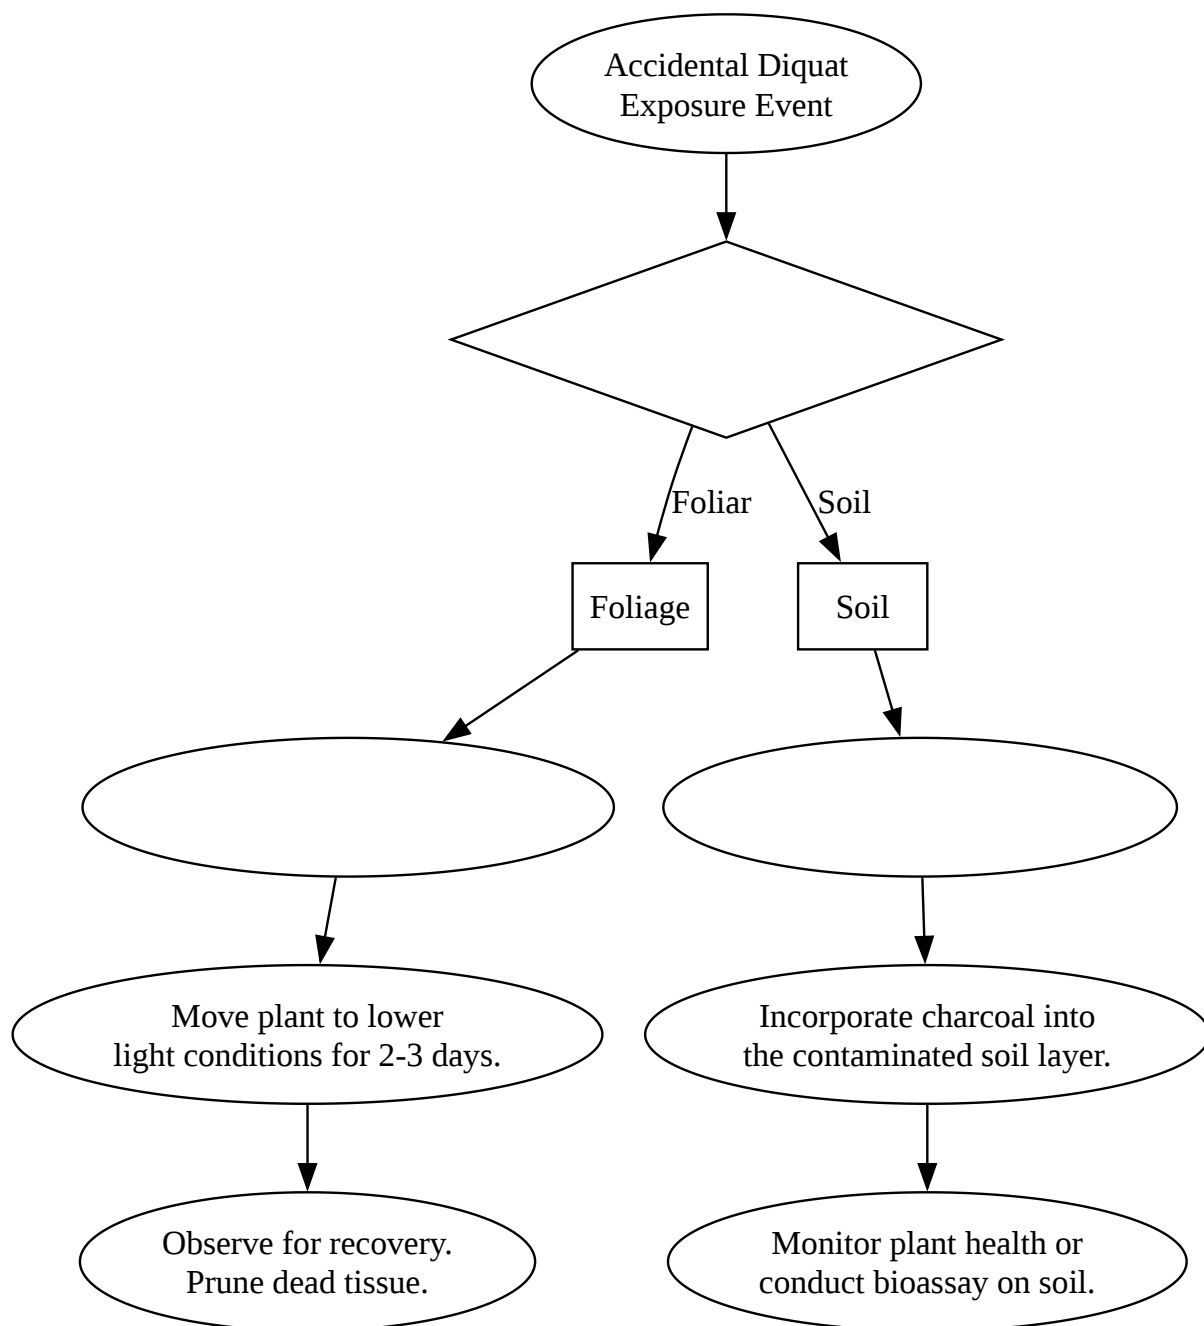 Accidental Diquat
Exposure Event
Foliar
Soil
Foliage
Soil
Move plant to lower
light conditions for 2-3 days.
Incorporate charcoal into
the contaminated soil layer.
Observe for recovery.
Prune dead tissue.
Monitor plant health or
conduct bioassay on soil.